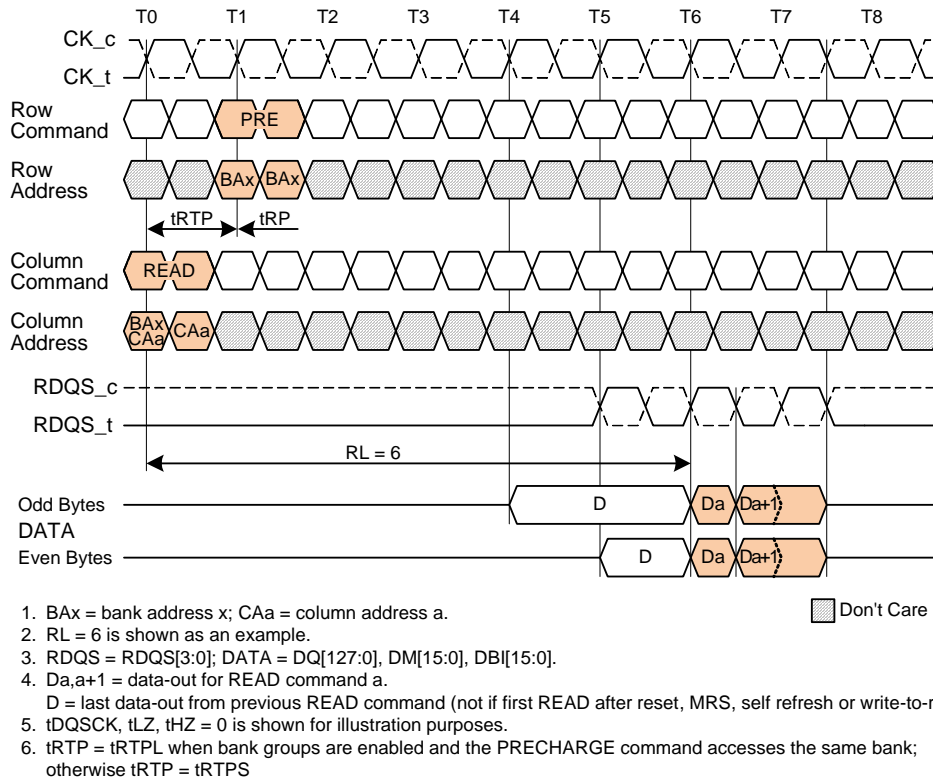 T0 T1 T2 T3 T4 T5 T6 T7 T8
CK_c
CK_t
Row
Command
PRE
Row
Address
BAx BAx
tRTP tRP
Column
Command
READ
Column
Address
BAx
CAa
CAa
RDQS_c
RDQS_t
RL = 6
Odd Bytes
D Da Da+1
DATA
Even Bytes
D Da Da+1
Don't Care
1. BAx = bank address x; CAa = column address a.
2. RL = 6 is shown as an example.
3. RDQS = RDQS[3:0]; DATA = DQ[127:0], DM[15:0], DBI[15:0].
4. Da,a+1 = data-out for READ command a.
D = last data-out from previous READ command (not if first READ after reset, MRS, self refresh or write-to-r
5. tDQSCK, tLZ, tHZ = 0 is shown for illustration purposes.
6. tRTP = tRTPL when bank groups are enabled and the PRECHARGE command accesses the same bank;
otherwise tRTP = tRTPS